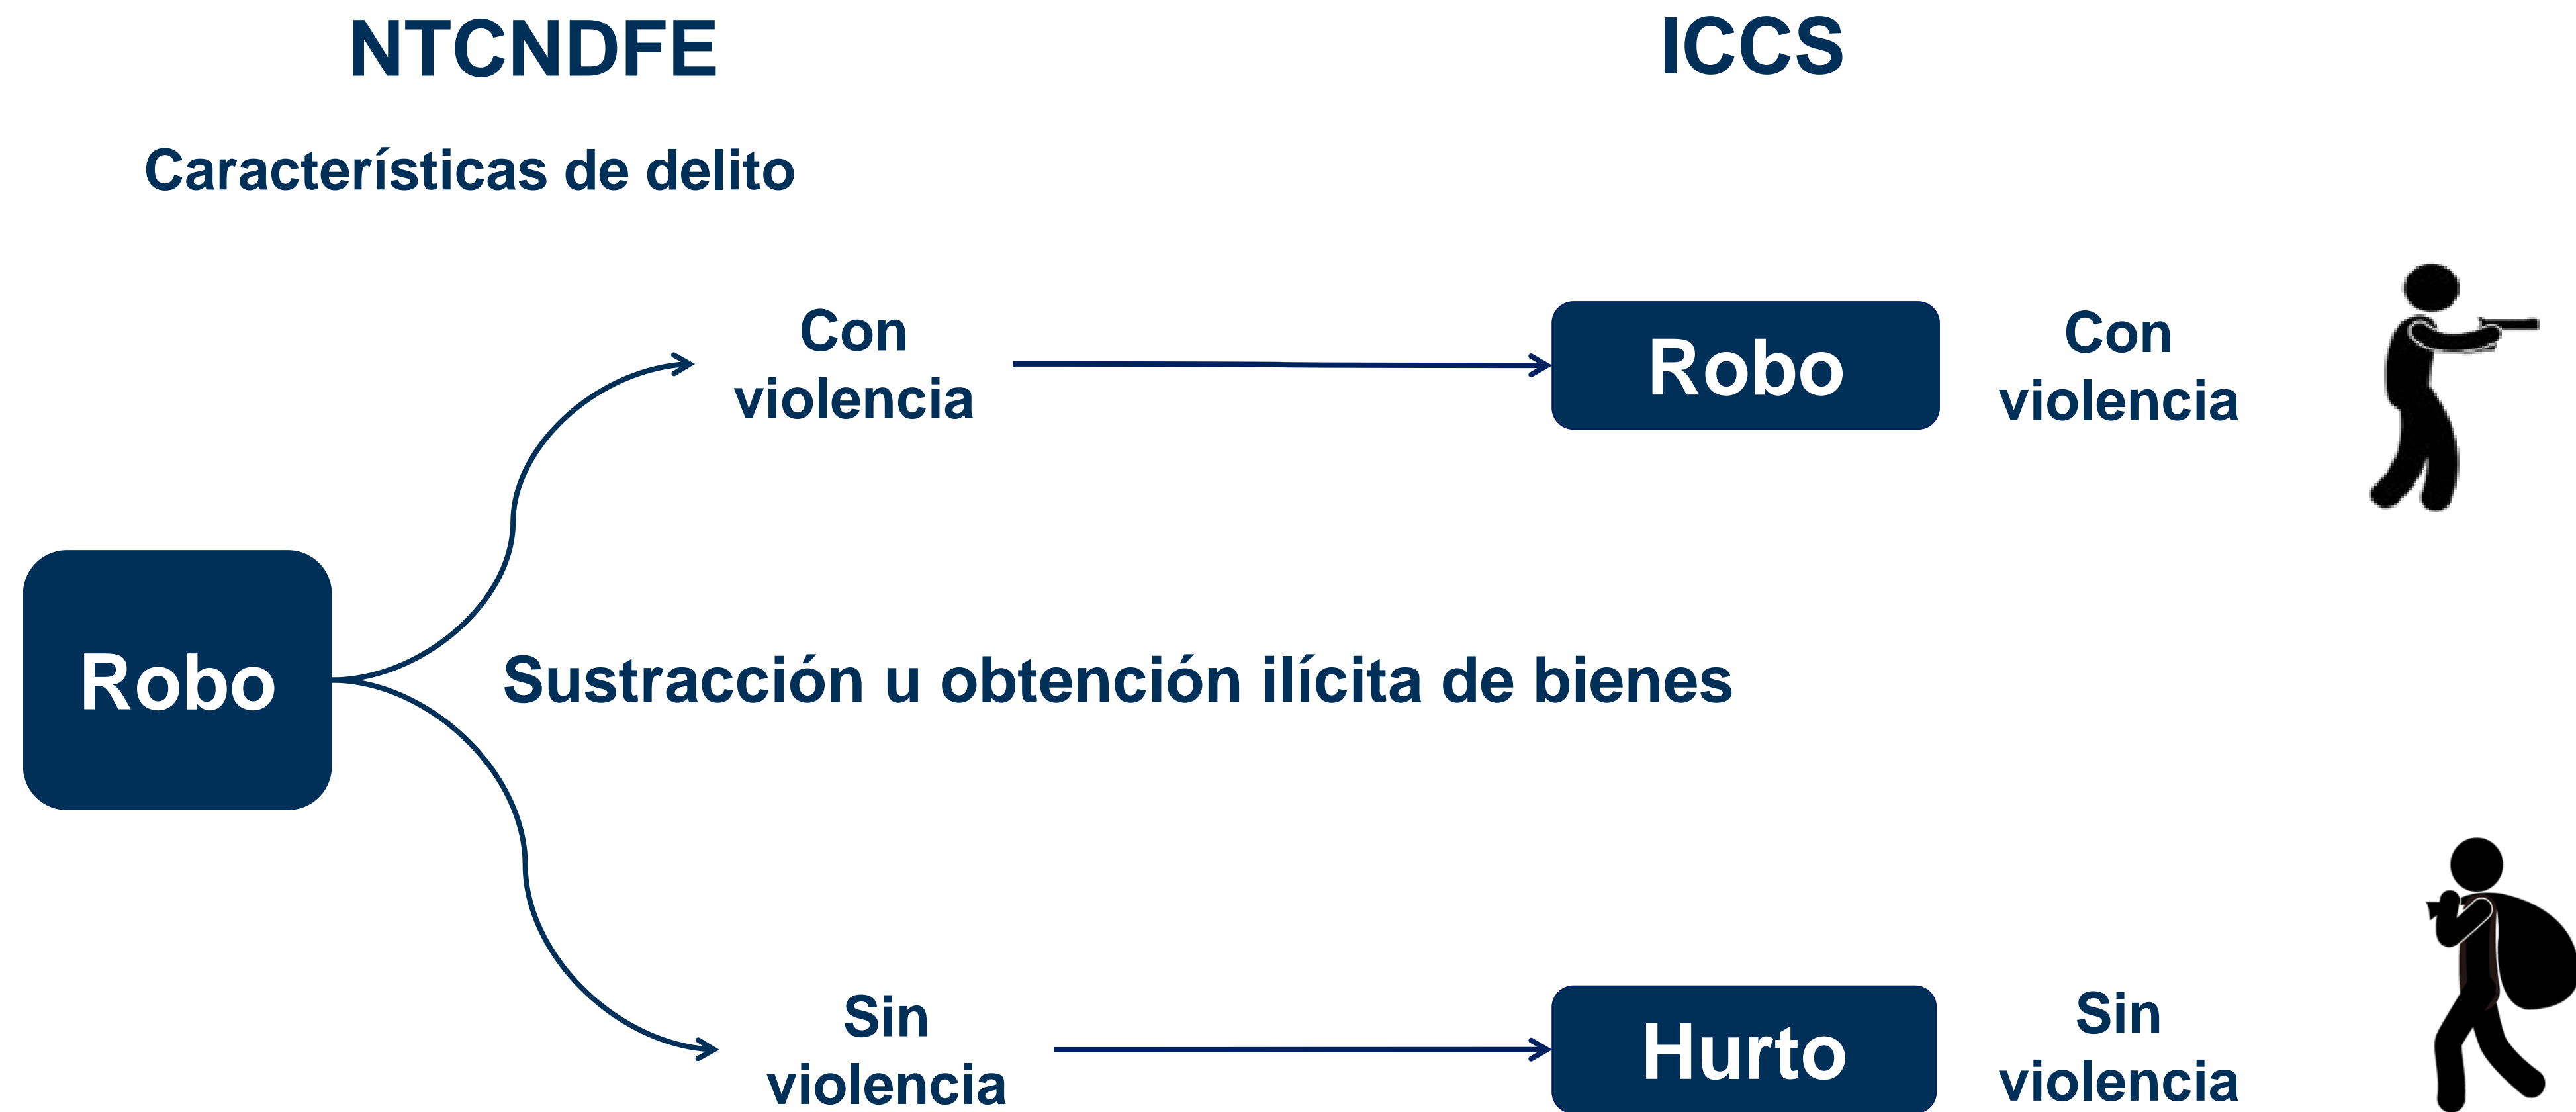 NTCNDFE
ICCS
Características de delito
Con
violencia
Robo
Con
violencia
Robo
Sustracción u obtención ilícita de bienes
Sin
violencia
Hurto
Sin
violencia